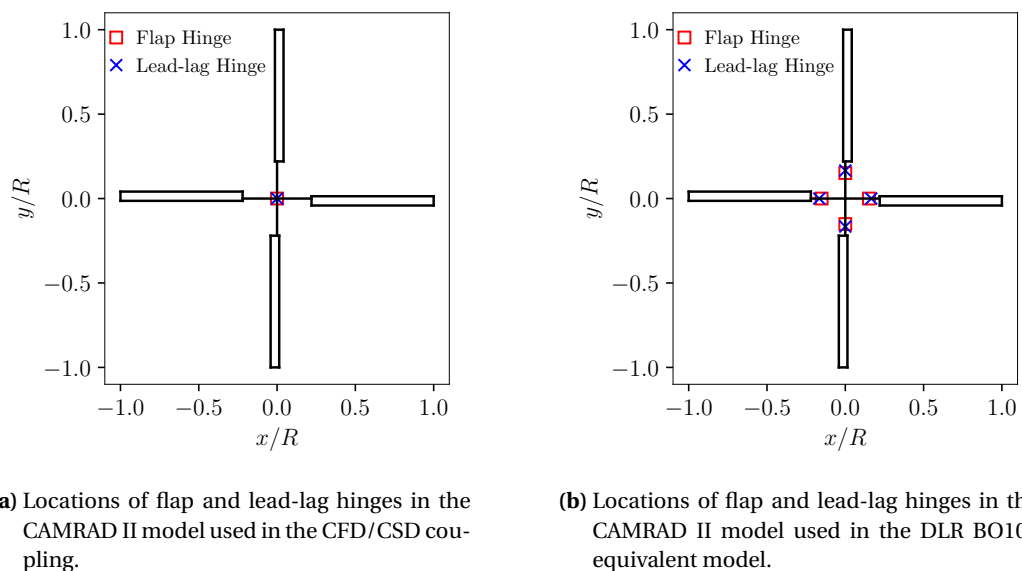 1.0
0.5
0.0
−0.5
−1.0
y/R
Flap Hinge
Lead-lag Hinge
−1.0 −0.5 0.0 0.5 1.0
x/R
1.0
0.5
0.0
−0.5
−1.0
y/R
Flap Hinge
Lead-lag Hinge
−1.0 −0.5 0.0 0.5 1.0
x/R
a) Locations of flap and lead-lag hinges in the
CAMRAD II model used in the CFD/CSD cou-
pling.
(b) Locations of flap and lead-lag hinges in th
CAMRAD II model used in the DLR BO10
equivalent model.